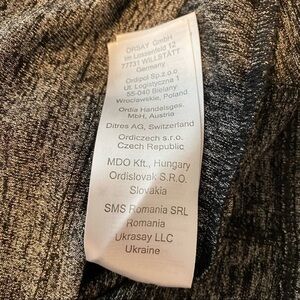 ORSAY GmbH
Im Lossenfeld 12
77731 WILLSTÄTT
Germany
Ordipol Sp.z.o.o
Ul. Logistyczna 1
55-040 Bielany
Wroclawskie, Poland
Ordia Handelsges.
MbH, Austria
Ditres AG, Switzerland
Ordiczech s.r.o.
Czech Republic
MDO Kft., Hungary
Ordislovak S.R.O.
Slovakia
SMS Romania SRL
Romania
Ukrasay LLC
Ukraine